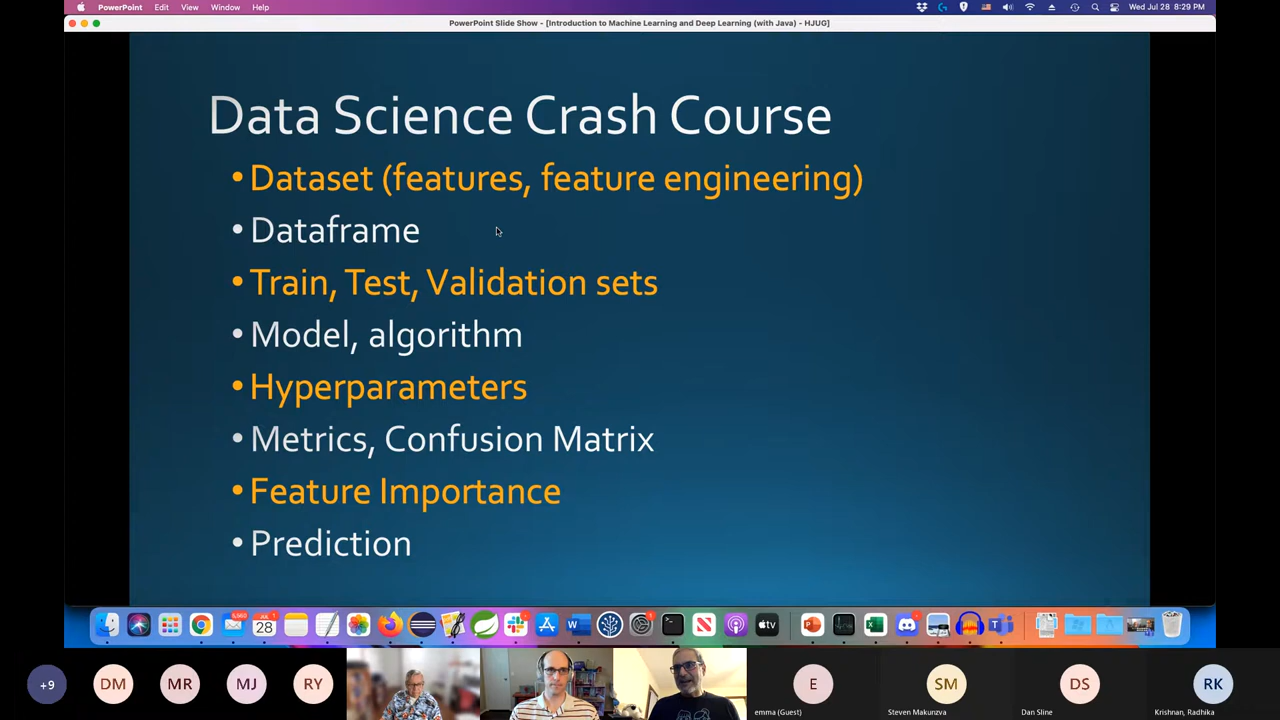 PowerPoint Edit View Window Help
Wed Jul 28 8:29 PM
PowerPoint Slide Show - [Introduction to Machine Learning and Deep Learning (with Java) - HJUG]
Data Science Crash Course
• Dataset (features, feature engineering)
• Dataframe
• Train, Test, Validation sets
• Model, algorithm
• Hyperparameters
• Metrics, Confusion Matrix
• Feature Importance
• Prediction
JUL
28
tv
+9
DM
MR
MJ
RY
E
SM
DS
RK
emma (Guest)
Steven Makunzva
Dan Sline
Krishnan, Radhika